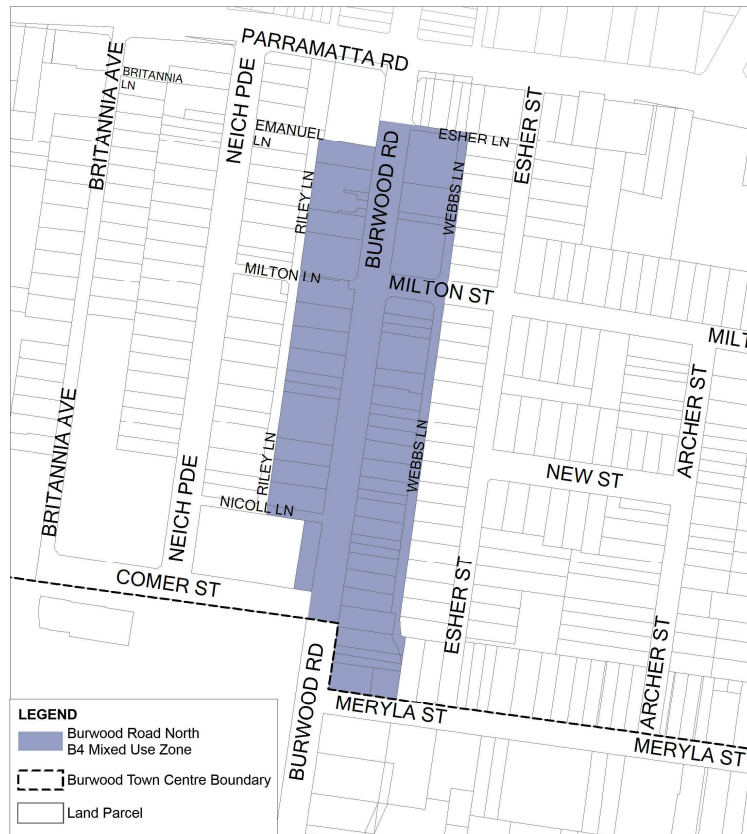 PARRAMATTA RD
BRITANNIA AVE
BRITANNIA
LN
NEICH PDE
EMANUEL
LN
RILEY LN
BURWOOD RD
ESHER LN
WEBBS LN
ESHER ST
MILTON LN
MILTON ST
MILT
ARCHER ST
BRITANNIA AVE
NEICH PDE
RILEY LN
WEBBS LN
NEW ST
NICOLL LN
COMER ST
ESHER ST
ARCHER ST
BURWOOD RD
MERYLA ST
MERYLA ST
LEGEND
Burwood Road North
B4 Mixed Use Zone
Burwood Town Centre Boundary
Land Parcel